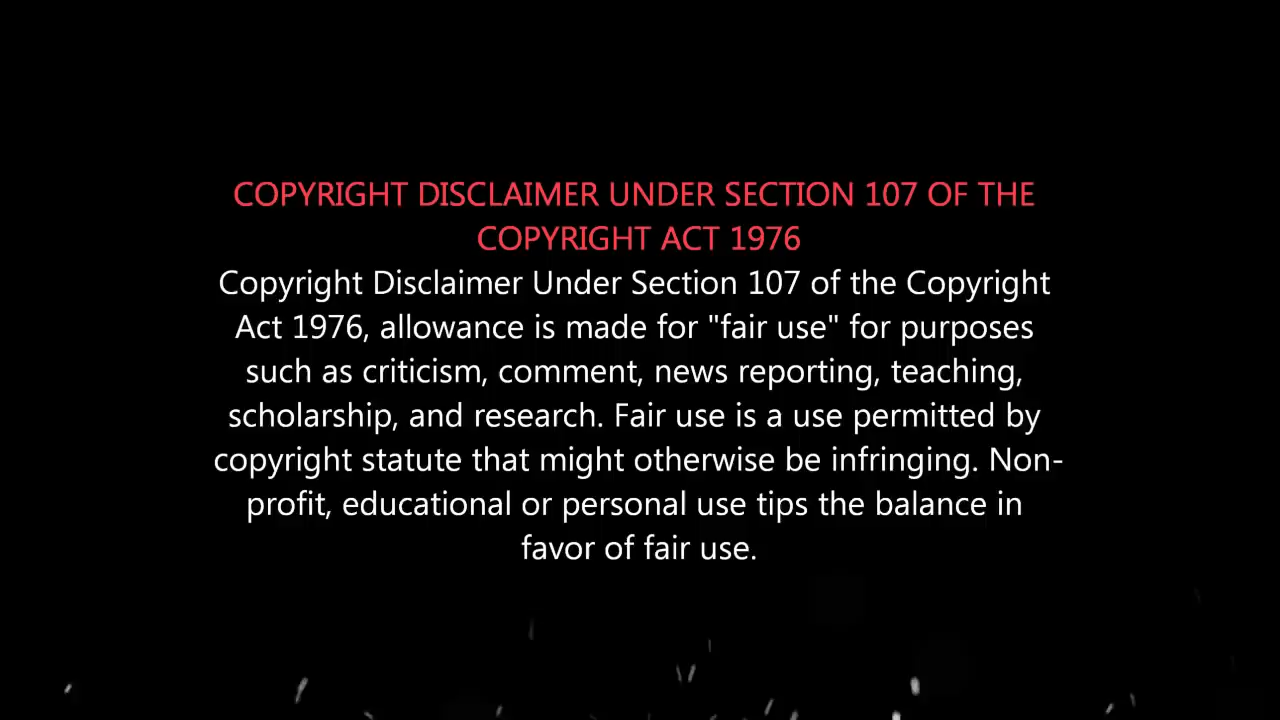 COPYRIGHT DISCLAIMER UNDER SECTION 107 OF THE
COPYRIGHT ACT 1976
Copyright Disclaimer Under Section 107 of the Copyright
Act 1976, allowance is made for "fair use" for purposes
such as criticism, comment, news reporting, teaching,
scholarship, and research. Fair use is a use permitted by
copyright statute that might otherwise be infringing. Non-
profit, educational or personal use tips the balance in
favor of fair use.